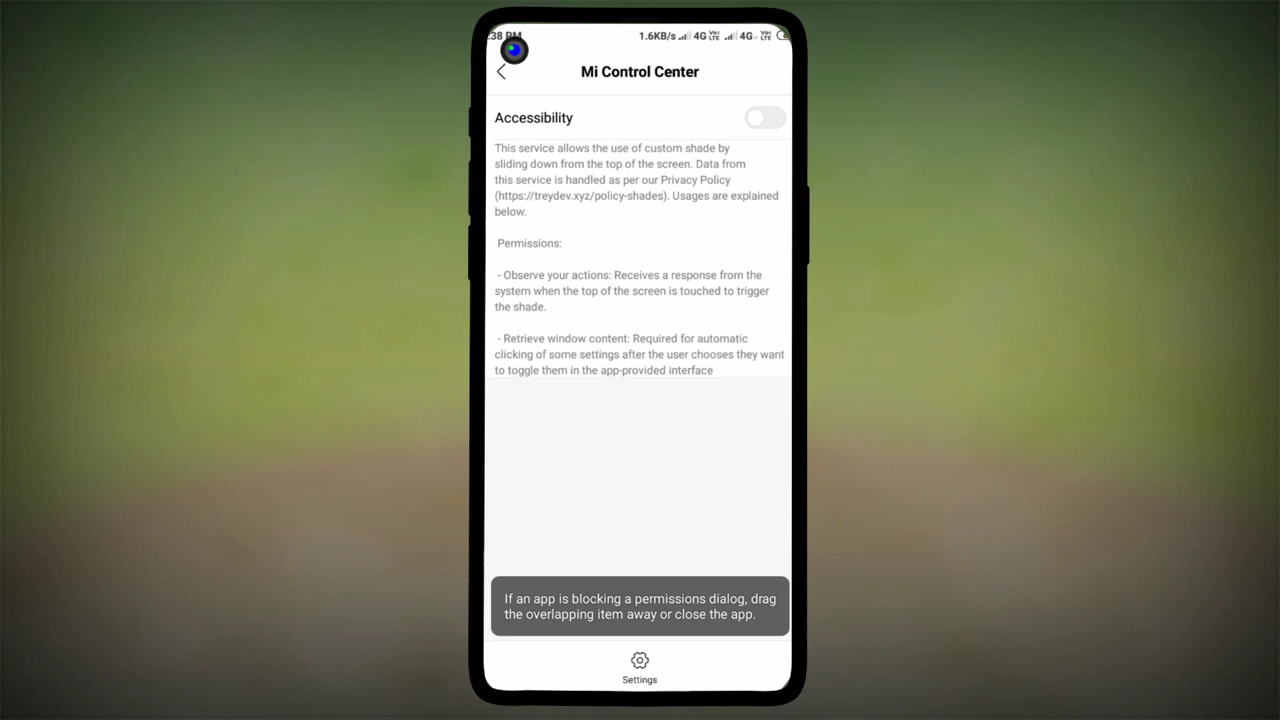 :38 PM 1.6KB/s 4G VoLTE 4G VoLTE
Mi Control Center
Accessibility
This service allows the use of custom shade by
sliding down from the top of the screen. Data from
this service is handled as per our Privacy Policy
(https://treydev.xyz/policy-shades). Usages are explained
below.
Permissions:
- Observe your actions: Receives a response from the
system when the top of the screen is touched to trigger
the shade.
- Retrieve window content: Required for automatic
clicking of some settings after the user chooses they want
to toggle them in the app-provided interface
If an app is blocking a permissions dialog, drag
the overlapping item away or close the app.
Settings